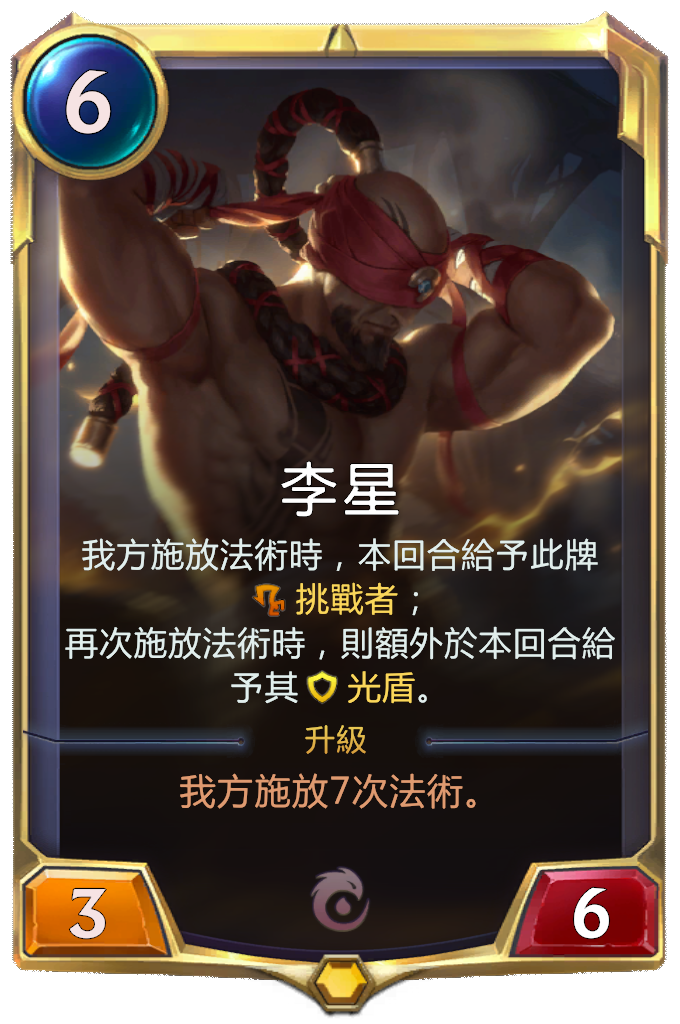 6
李星
我方施放法術時，本回合給予此牌
挑戰者；
再次施放法術時，則額外於本回合給
予其 光盾。
升級
我方施放7次法術。
3
6